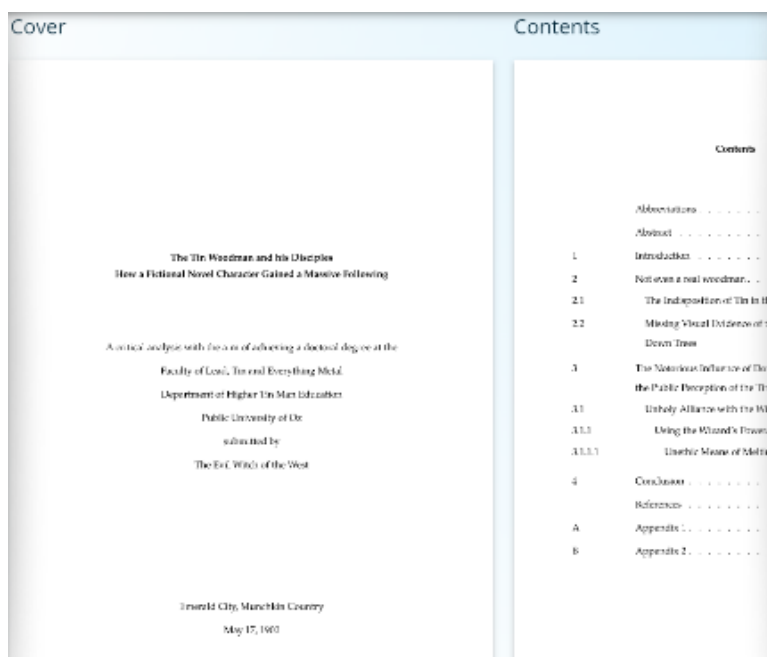 Cover
The Tin Woodman and his Disciples
How a Fictional Novel Character Gained a Massive Following
A critical analysis with the aim of achieving a doctoral degree at the
Faculty of Lead, Tin and Everything Metal
Department of Higher Tin Man Education
Public University of Oz
submitted by
The Evil Witch of the West
Emerald City, Munchkin Country
May 17, 1900
Contents
Contents
Abbreviations . . . . . .
Abstract . . . . . . . .
1 Introduction . . . . . . .
2 Not even a real woodman . .
2.1 The Indisposition of Tin in
2.2 Missing Visual Evidence of
Down Trees
3 The Notorious Influence of
the Public Perception of the
3.1 Unholy Alliance with the
3.1.1 Using the Wizard's
3.1.1.1 Unethic Means of
4 Conclusion . . . . . . . .
References . . . . . . . .
A Appendix 1 . . . . . . .
B Appendix 2 . . . . . . .